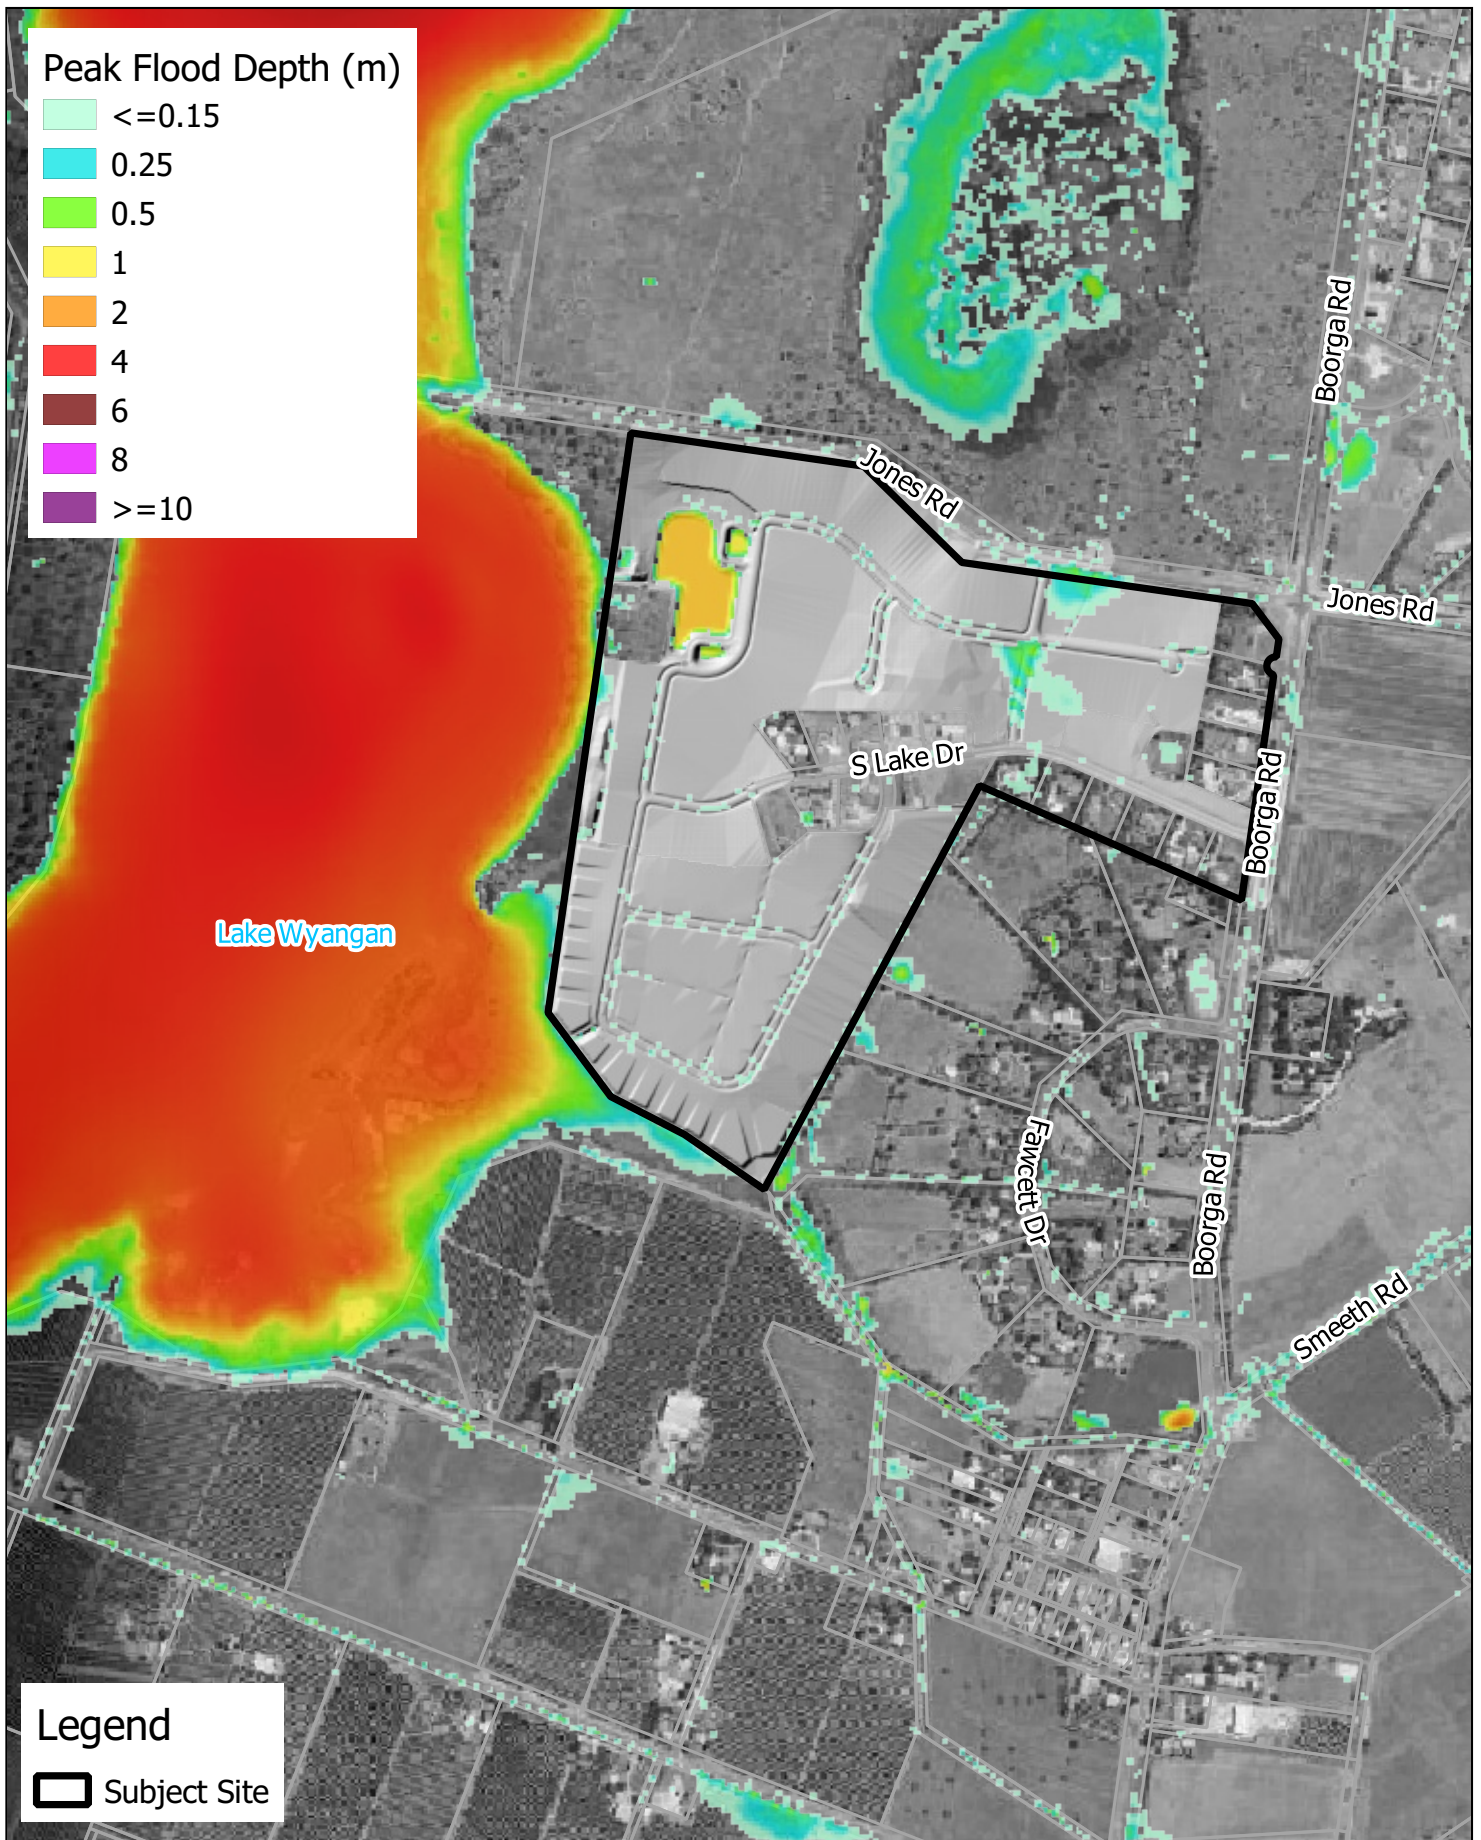 Peak Flood Depth (m)
<=0.15
0.25
0.5
1
2
4
6
8
>=10
Boorga Rd
Jones Rd
Jones Rd
S Lake Dr
Boorga Rd
Lake Wyangan
Fawcett Dr
Boorga Rd
Smeeth Rd
Legend
Subject Site